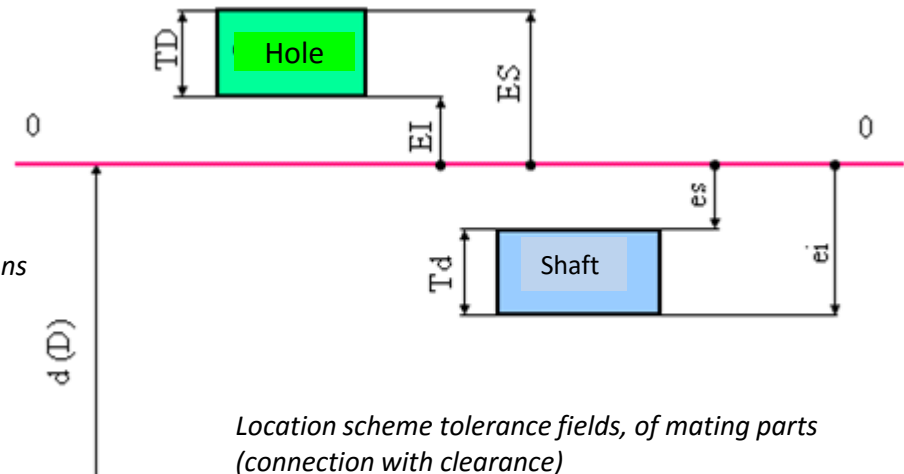 TD
Hole
ES
EI
0
0
es
Td
Shaft
ei
ns
d(D)
Location scheme tolerance fields, of mating parts
(connection with clearance)